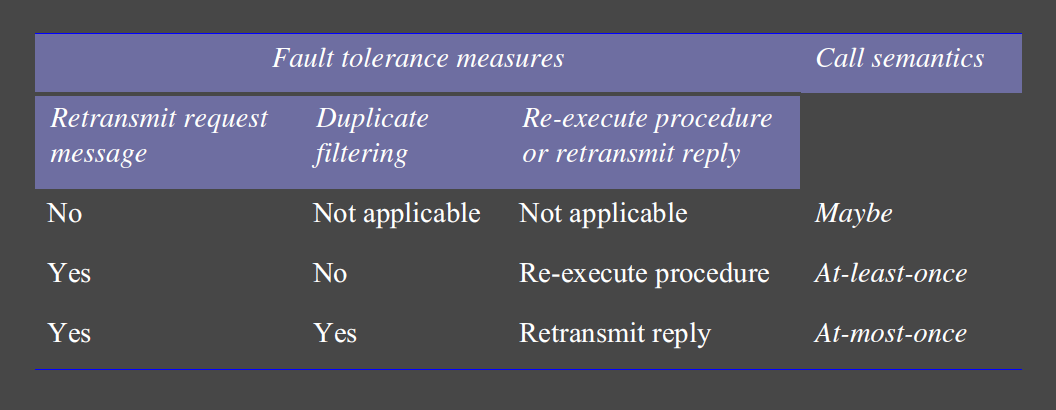 Fault tolerance measures Call semantics
Retransmit request Duplicate Re-execute procedure
message filtering or retransmit reply
No Not applicable Not applicable Maybe
Yes No Re-execute procedure At-least-once
Yes Yes Retransmit reply At-most-once